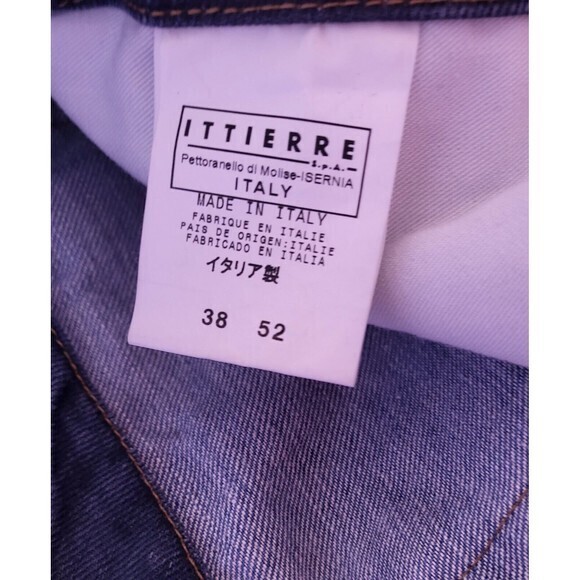 ITTIERRE
S.p.A.
Pettoranello di Molise-ISERNIA
ITALY
MADE IN ITALY
FABRIQUE EN ITALIE
PAIS DE ORIGEN:ITALIE
FABRICADO EN ITALIA
イタリア製
38 52